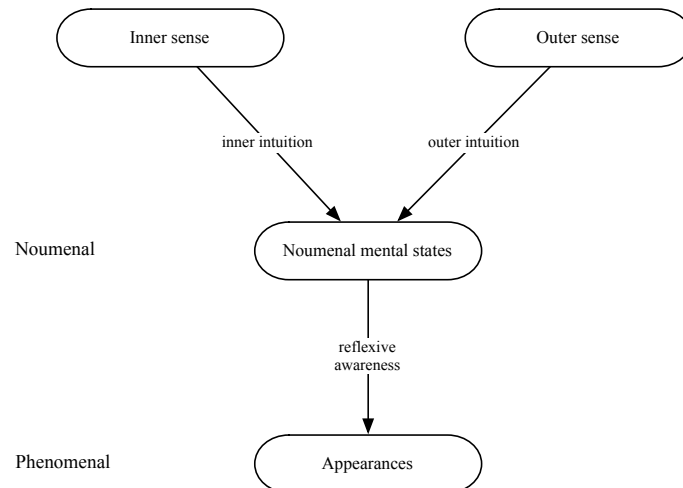 Inner sense
Outer sense
inner intuition
outer intuition
Noumenal
Noumenal mental states
reflexive
awareness
Phenomenal
Appearances